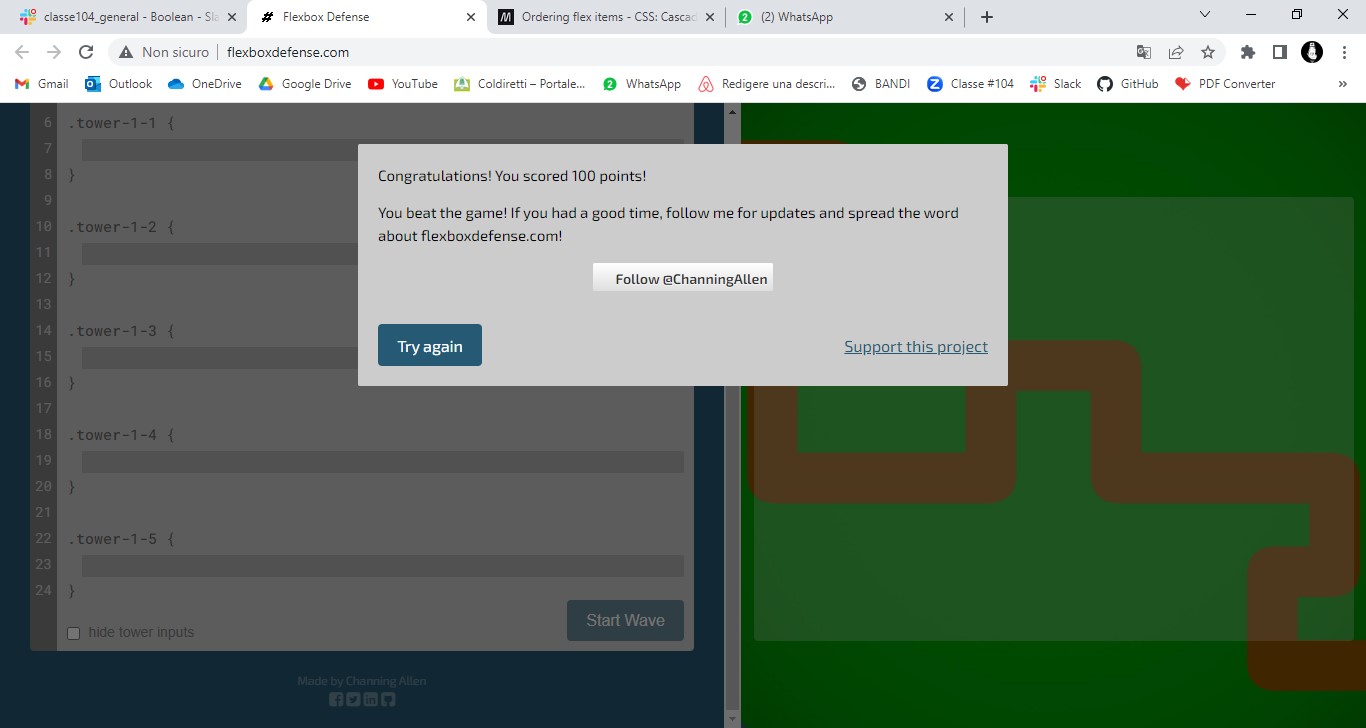 classe104_general - Boolean - Sla
Flexbox Defense
Ordering flex items - CSS: Cascad
(2) WhatsApp
Non sicuro
flexboxdefense.com
Gmail
Outlook
OneDrive
Google Drive
YouTube
Coldiretti – Portale...
2 WhatsApp
Redigere una descri...
BANDI
Classe #104
Slack
GitHub
PDF Converter
»
6 .tower-1-1 {
7
8 }
9
10 .tower-1-2 {
11
12 }
13
14 .tower-1-3 {
15
16 }
17
18 .tower-1-4 {
19
20 }
21
22 .tower-1-5 {
23
24 }
hide tower inputs
Start Wave
Made by Channing Allen
Congratulations! You scored 100 points!
You beat the game! If you had a good time, follow me for updates and spread the word
about flexboxdefense.com!
Follow @ChanningAllen
Try again
Support this project